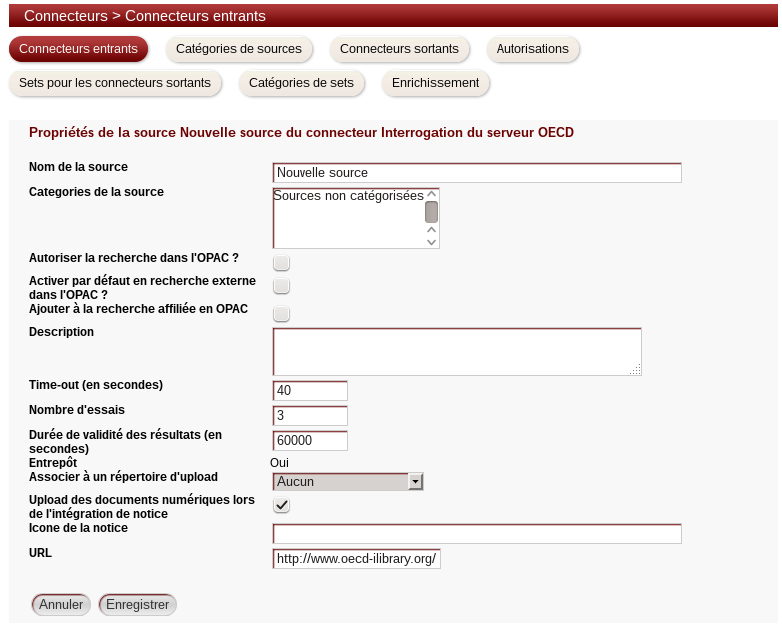 Connecteurs > Connecteurs entrants
Connecteurs entrants Catégories de sources Connecteurs sortants Autorisations
Sets pour les connecteurs sortants Catégories de sets Enrichissement
Propriétés de la source Nouvelle source du connecteur Interrogation du serveur OECD
Nom de la source Nouvelle source
Categories de la source Sources non catégorisées
Autoriser la recherche dans l'OPAC ?
Activer par défaut en recherche externe
dans l'OPAC ?
Ajouter à la recherche affiliée en OPAC
Description
Time-out (en secondes) 40
Nombre d'essais 3
Durée de validité des résultats (en
secondes) 60000
Entrepôt Oui
Associer à un répertoire d'upload Aucun
Upload des documents numériques lors
de l'intégration de notice
Icone de la notice
URL http://www.oecd-ilibrary.org/
Annuler Enregistrer